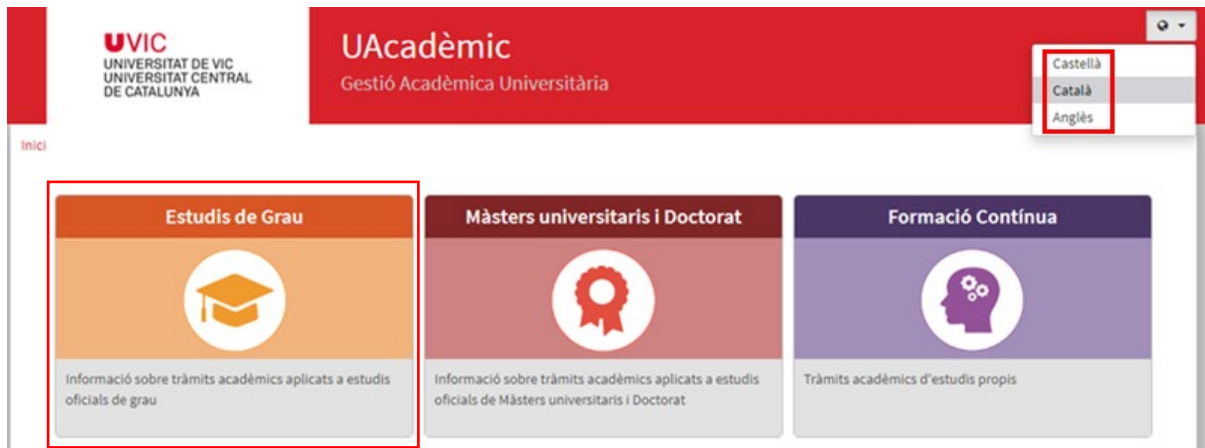 UVIC
UNIVERSITAT DE VIC
UNIVERSITAT CENTRAL
DE CATALUNYA
UAcadèmic
Gestió Acadèmica Universitària
Castellà
Català
Anglès
Inici
Estudis de Grau
Informació sobre tràmits acadèmics aplicats a estudis
oficials de grau
Màsters universitaris i Doctorat
Informació sobre tràmits acadèmics aplicats a estudis
oficials de Màsters universitaris i Doctorat
Formació Contínua
Tràmits acadèmics d'estudis propis